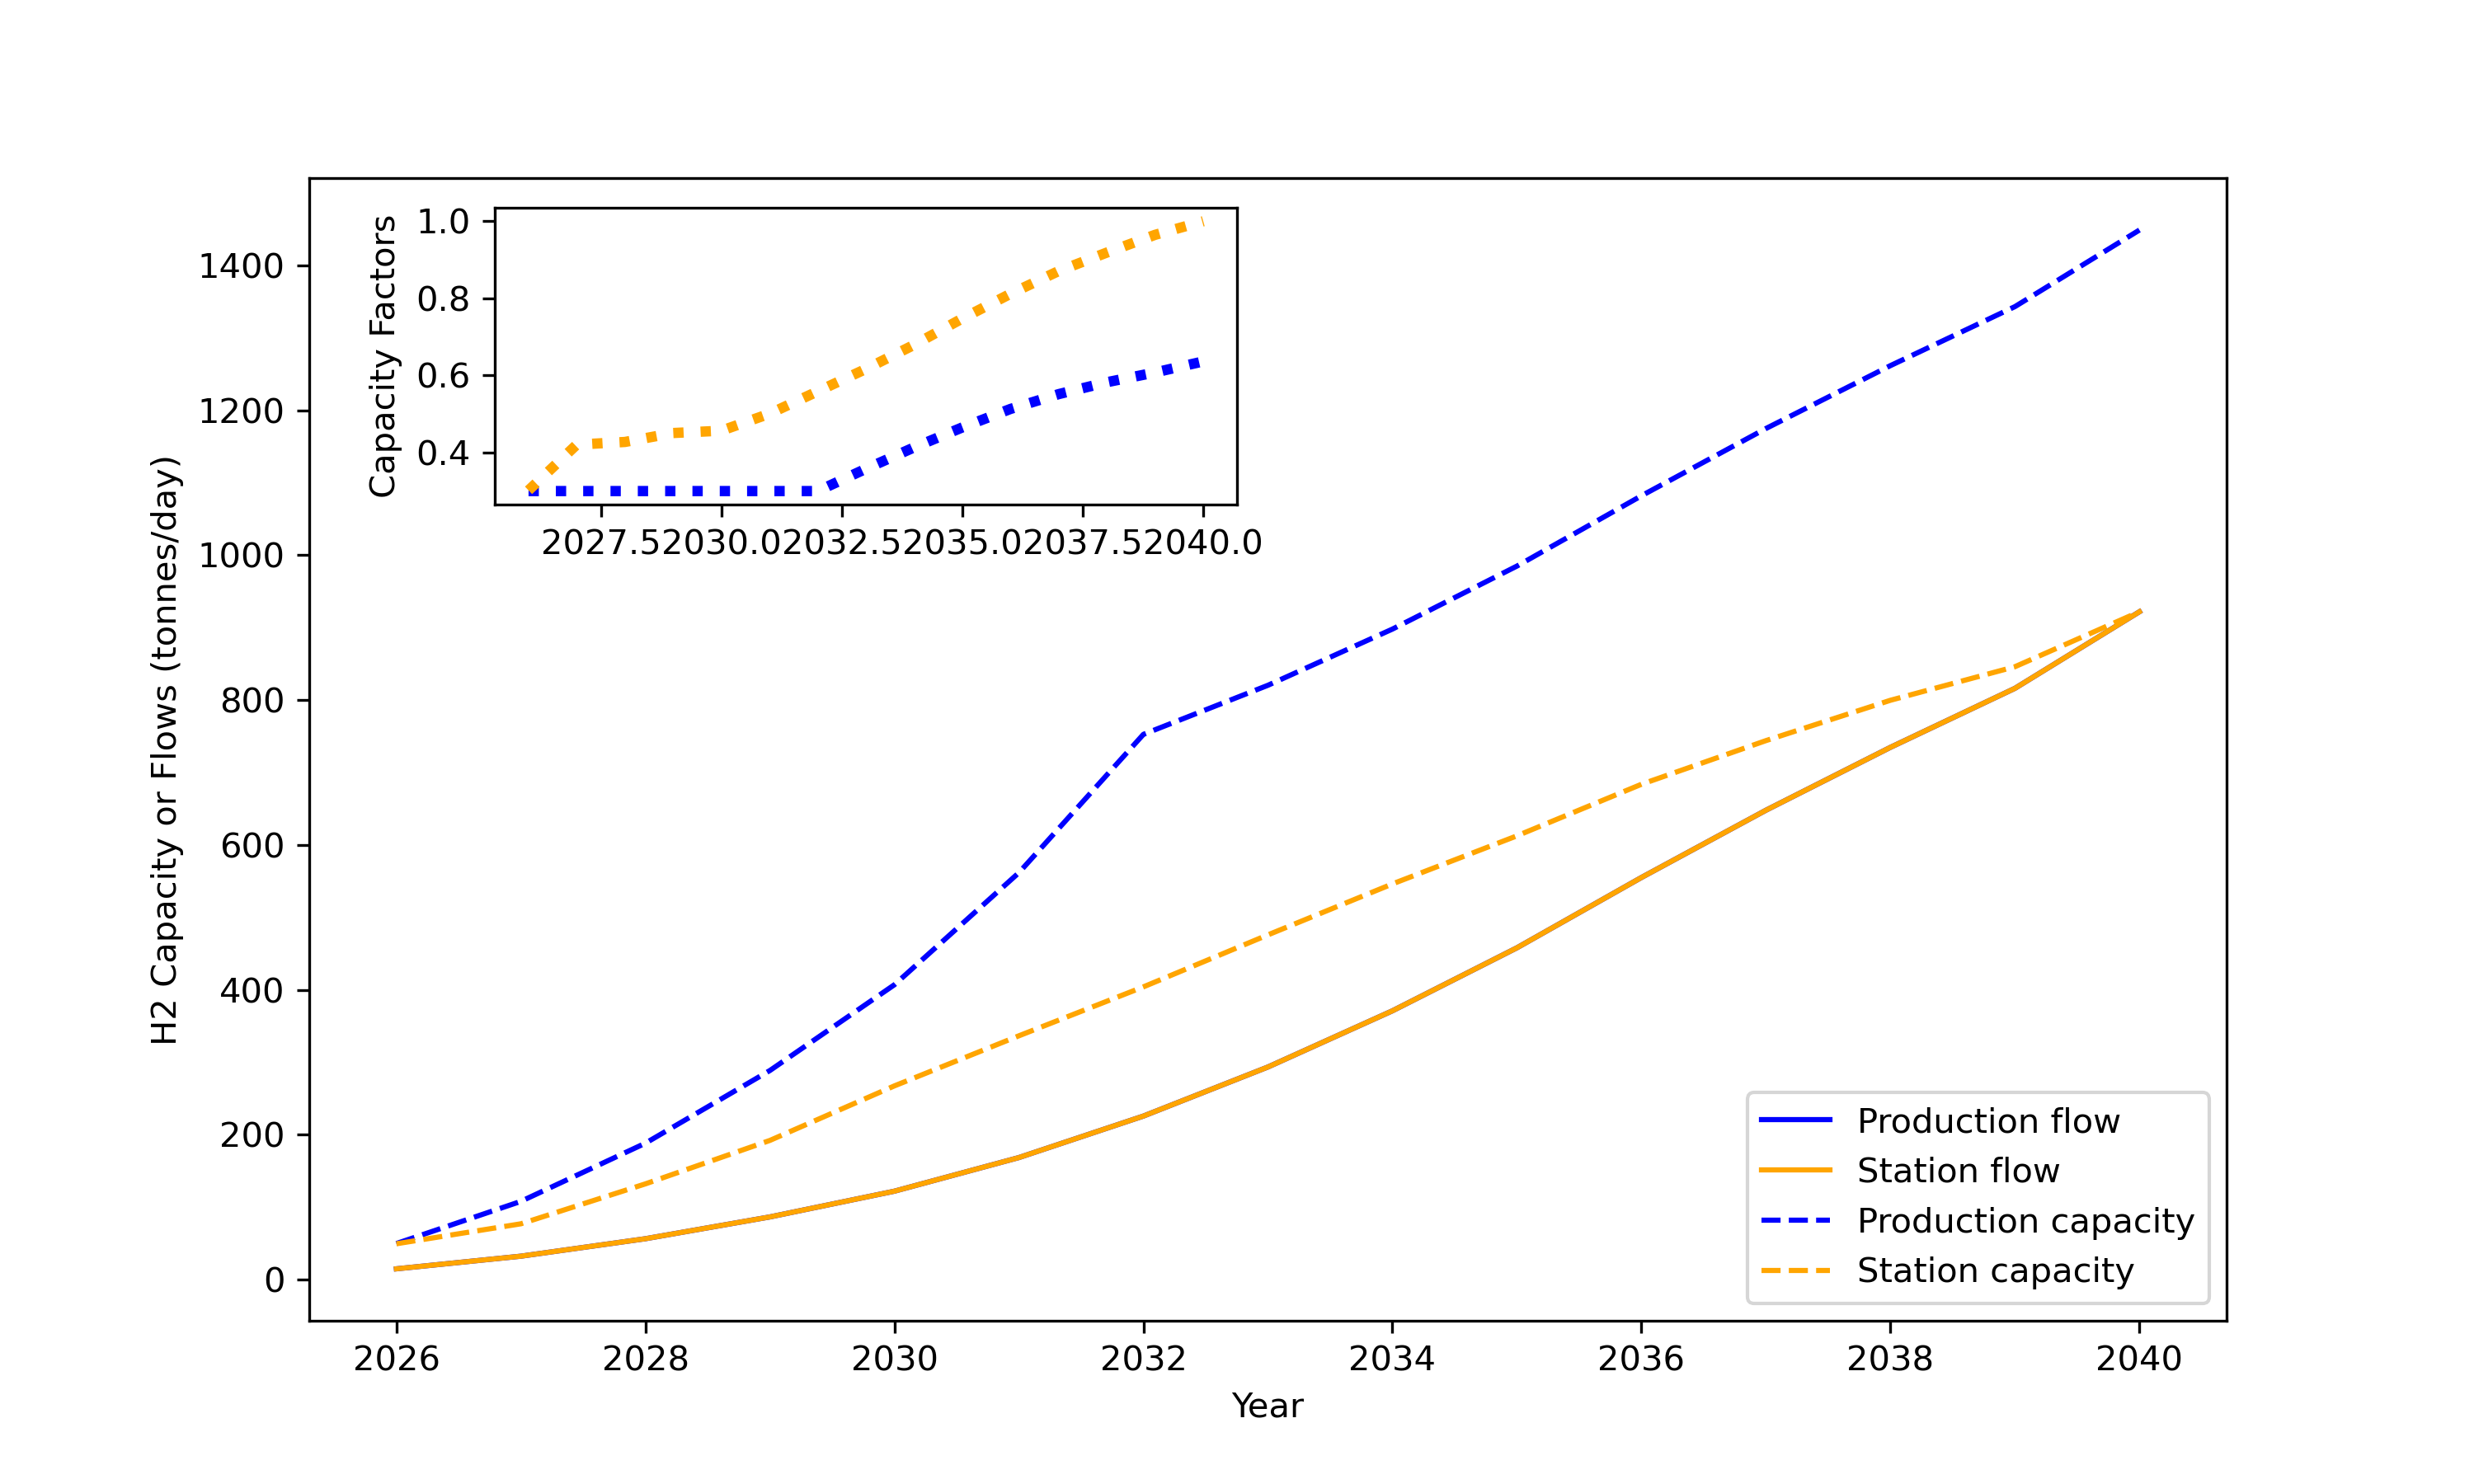 Capacity Factors
1.0
0.8
0.6
0.4
2027.5 2030.0 2032.5 2035.0 2037.5 2040.0
H2 Capacity or Flows (tonnes/day)
1400
1200
1000
800
600
400
200
0
Production flow
Station flow
Production capacity
Station capacity
2026 2028 2030 2032 2034 2036 2038 2040
Year